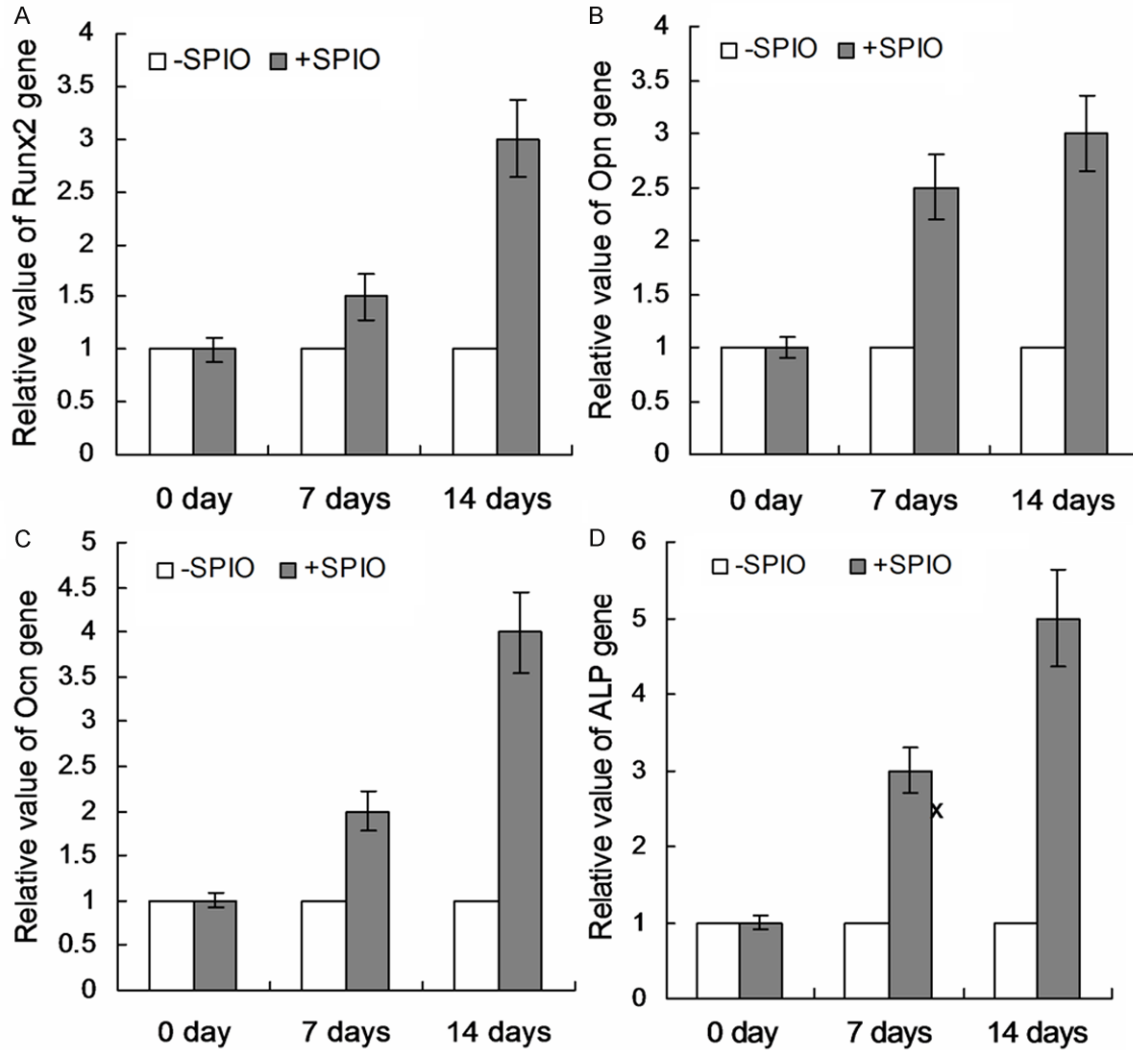 A
Relative value of Runx2 gene
4
3.5
3
2.5
2
1.5
1
0.5
0
-SPIO +SPIO
0 day 7 days 14 days
B
Relative value of Opn gene
4
3.5
3
2.5
2
1.5
1
0.5
0
-SPIO +SPIO
0 day 7 days 14 days
C
Relative value of Ocn gene
5
4.5
4
3.5
3
2.5
2
1.5
1
0.5
0
-SPIO +SPIO
0 day 7 days 14 days
D
Relative value of ALP gene
6
5
4
3
2
1
0
-SPIO +SPIO
x
0 day 7 days 14 days